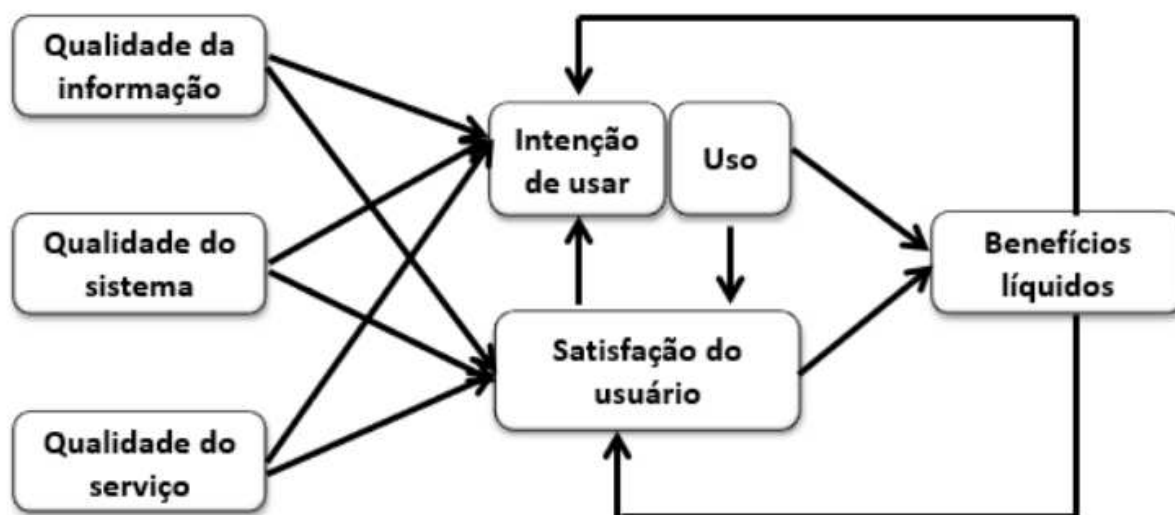 Qualidade da
informação
Intenção
de usar
Uso
Qualidade do
sistema
Benefícios
líquidos
Satisfação do
usuário
Qualidade do
serviço